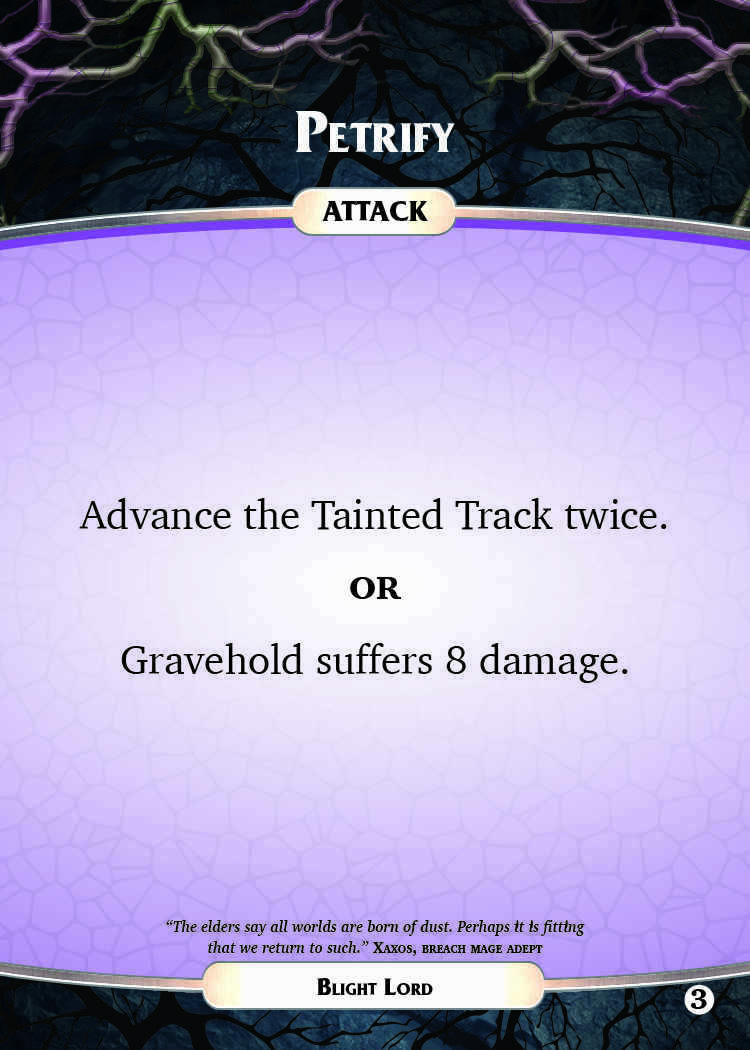 Petrify
ATTACK
Advance the Tainted Track twice.
OR
Gravehold suffers 8 damage.
“The elders say all worlds are born of dust. Perhaps it is fitting
that we return to such.” Xaxos, breach mage adept
Blight Lord
3